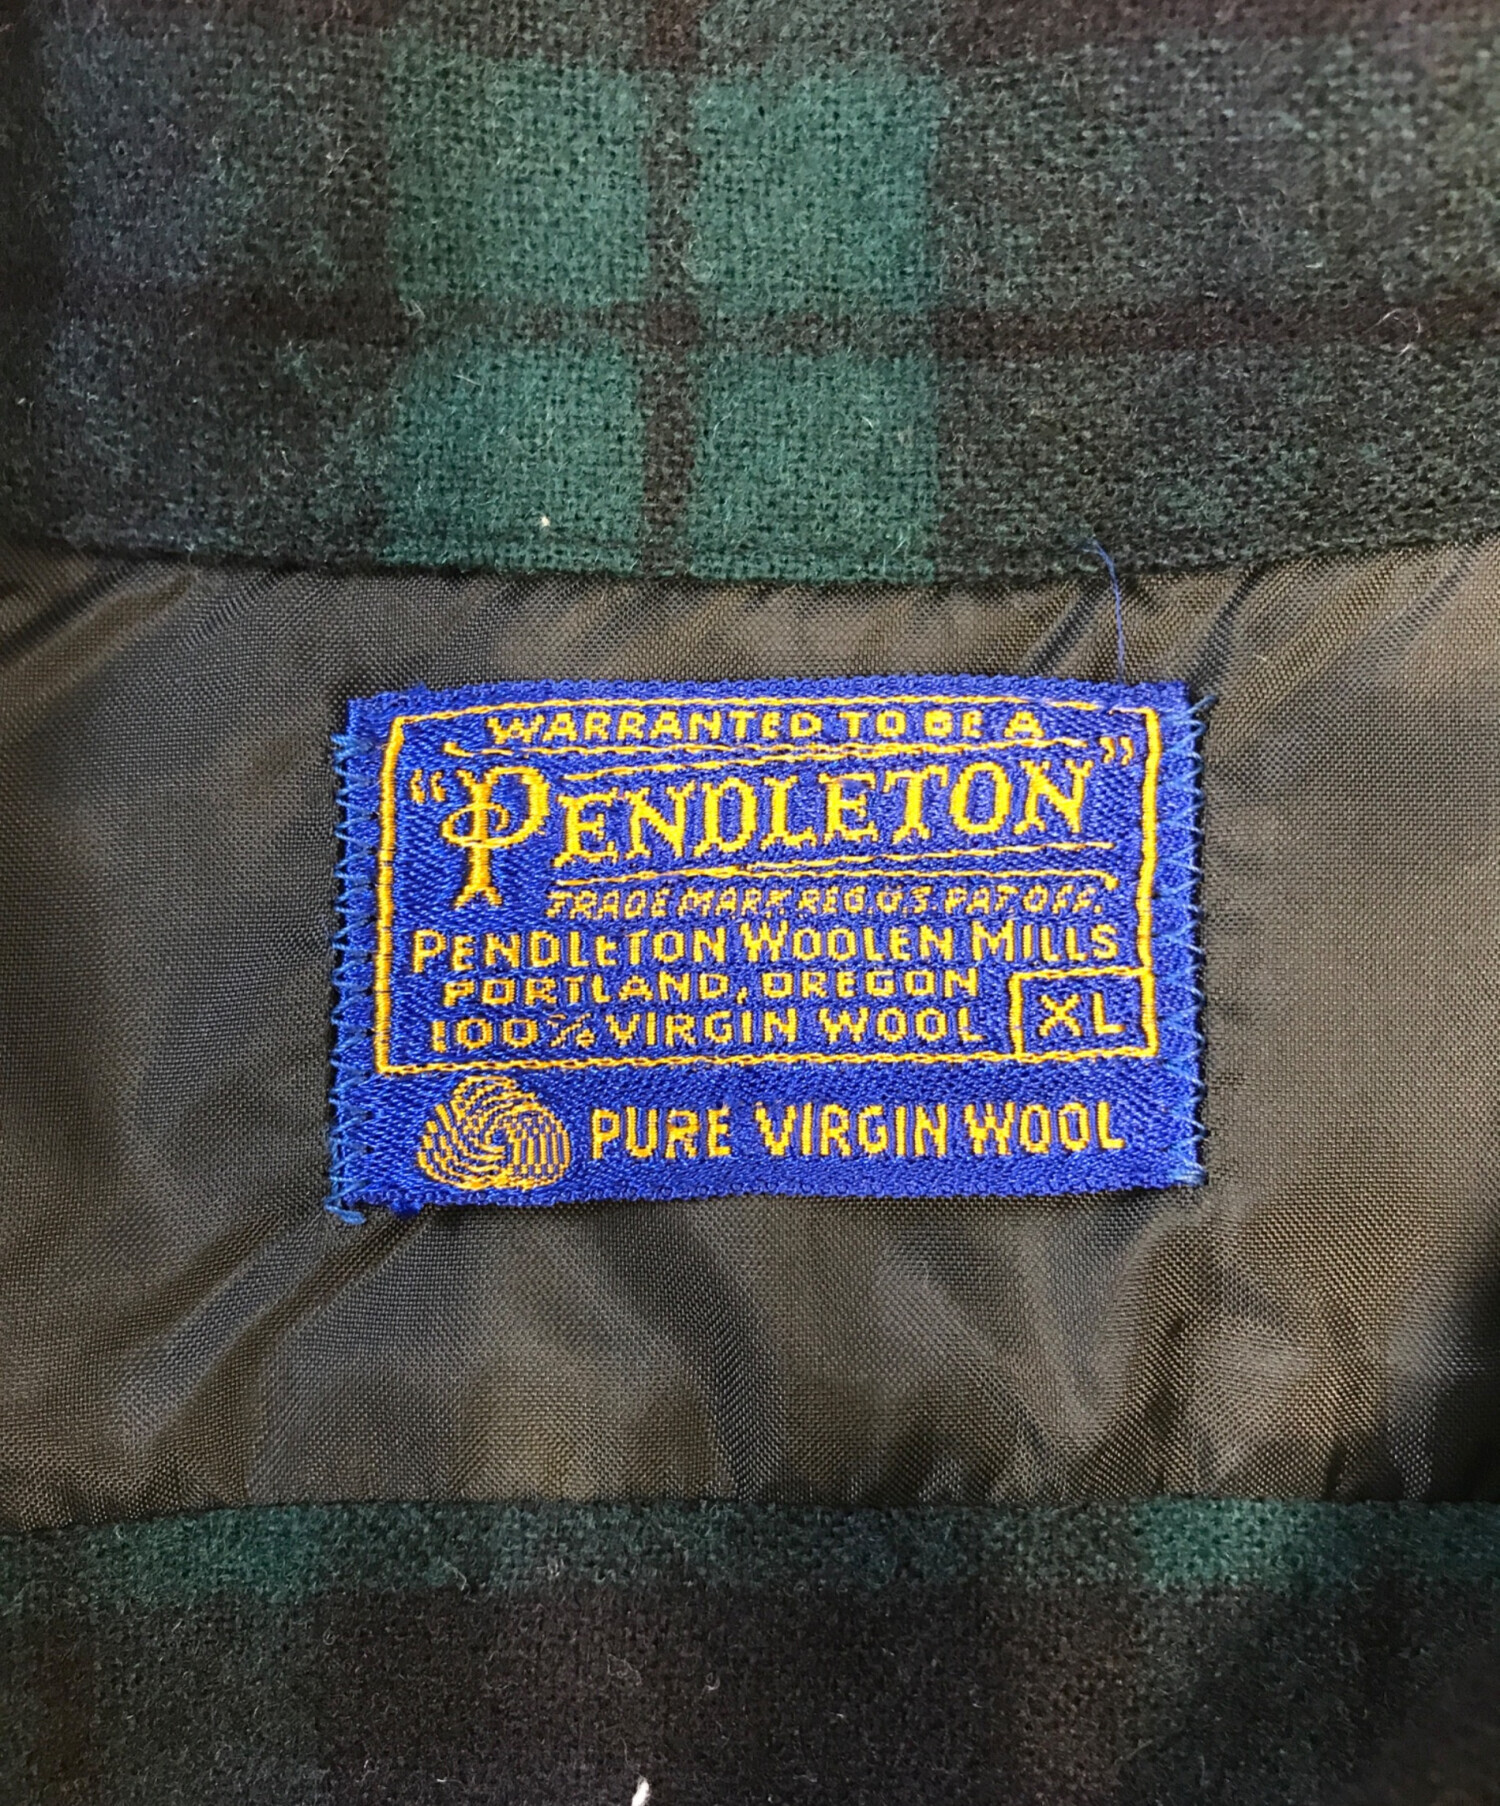 WARRANTED TO BE A
"PENDLETON"
TRADE MARK REG. U.S. PAT. OFF.
PENDLETON WOOLEN MILLS
PORTLAND, OREGON
100% VIRGIN WOOL XL
PURE VIRGIN WOOL